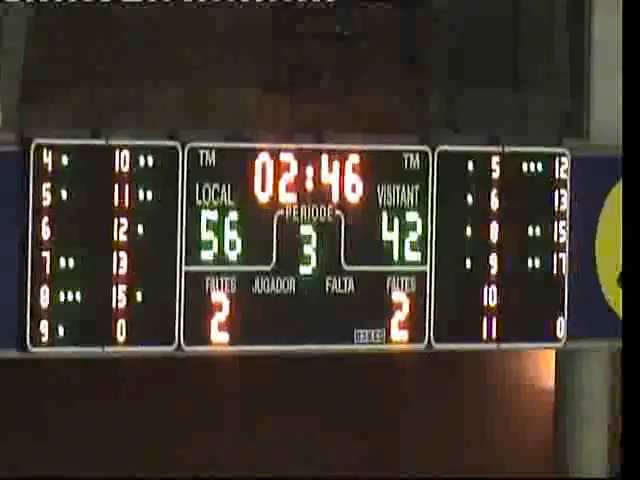 TM 02:46 TM
LOCAL VISITANT
PERIODE
56 3 42
FALTES JUGADOR FALTA FALTES
2 2
4 10
5 11
6 12
7 13
8 15
9 0
5 12
6 13
8 15
9 17
10
11 0